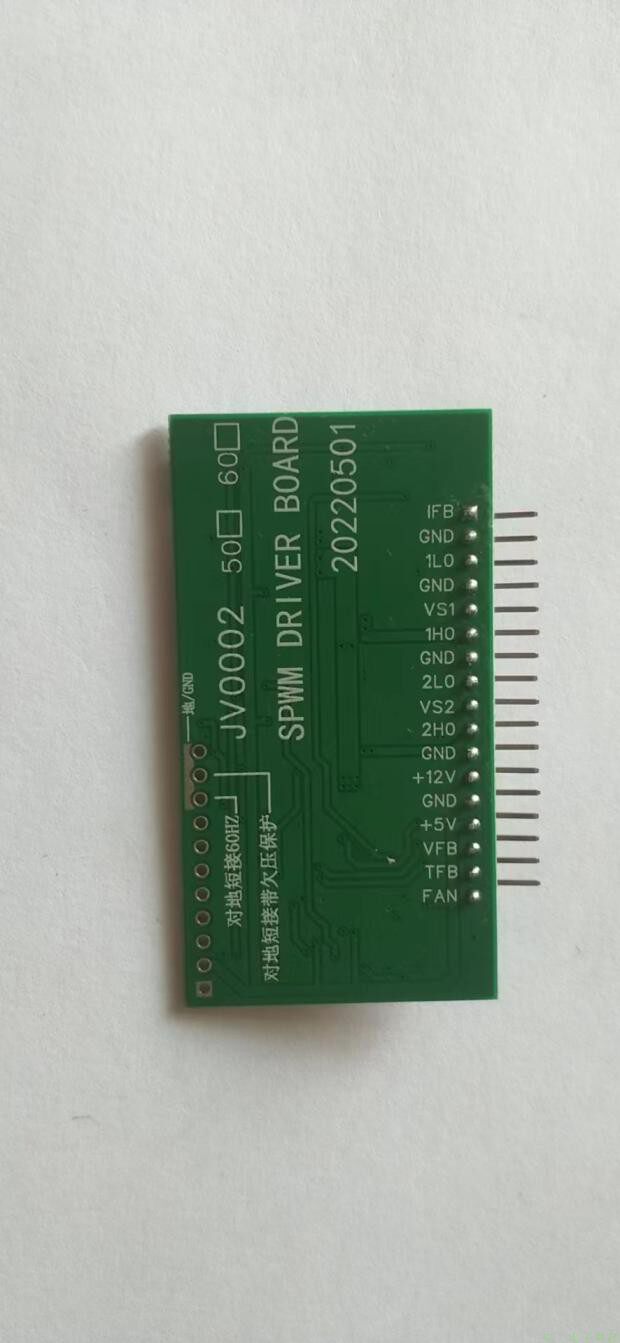 JV0002 50 60
SPWM DRIVER BOARD
20220501
地/GND
对地短接60HZ
对地短接带欠压保护
IFB
GND
1LO
GND
VS1
1HO
GND
2LO
VS2
2HO
GND
+12V
GND
+5V
VFB
TFB
FAN